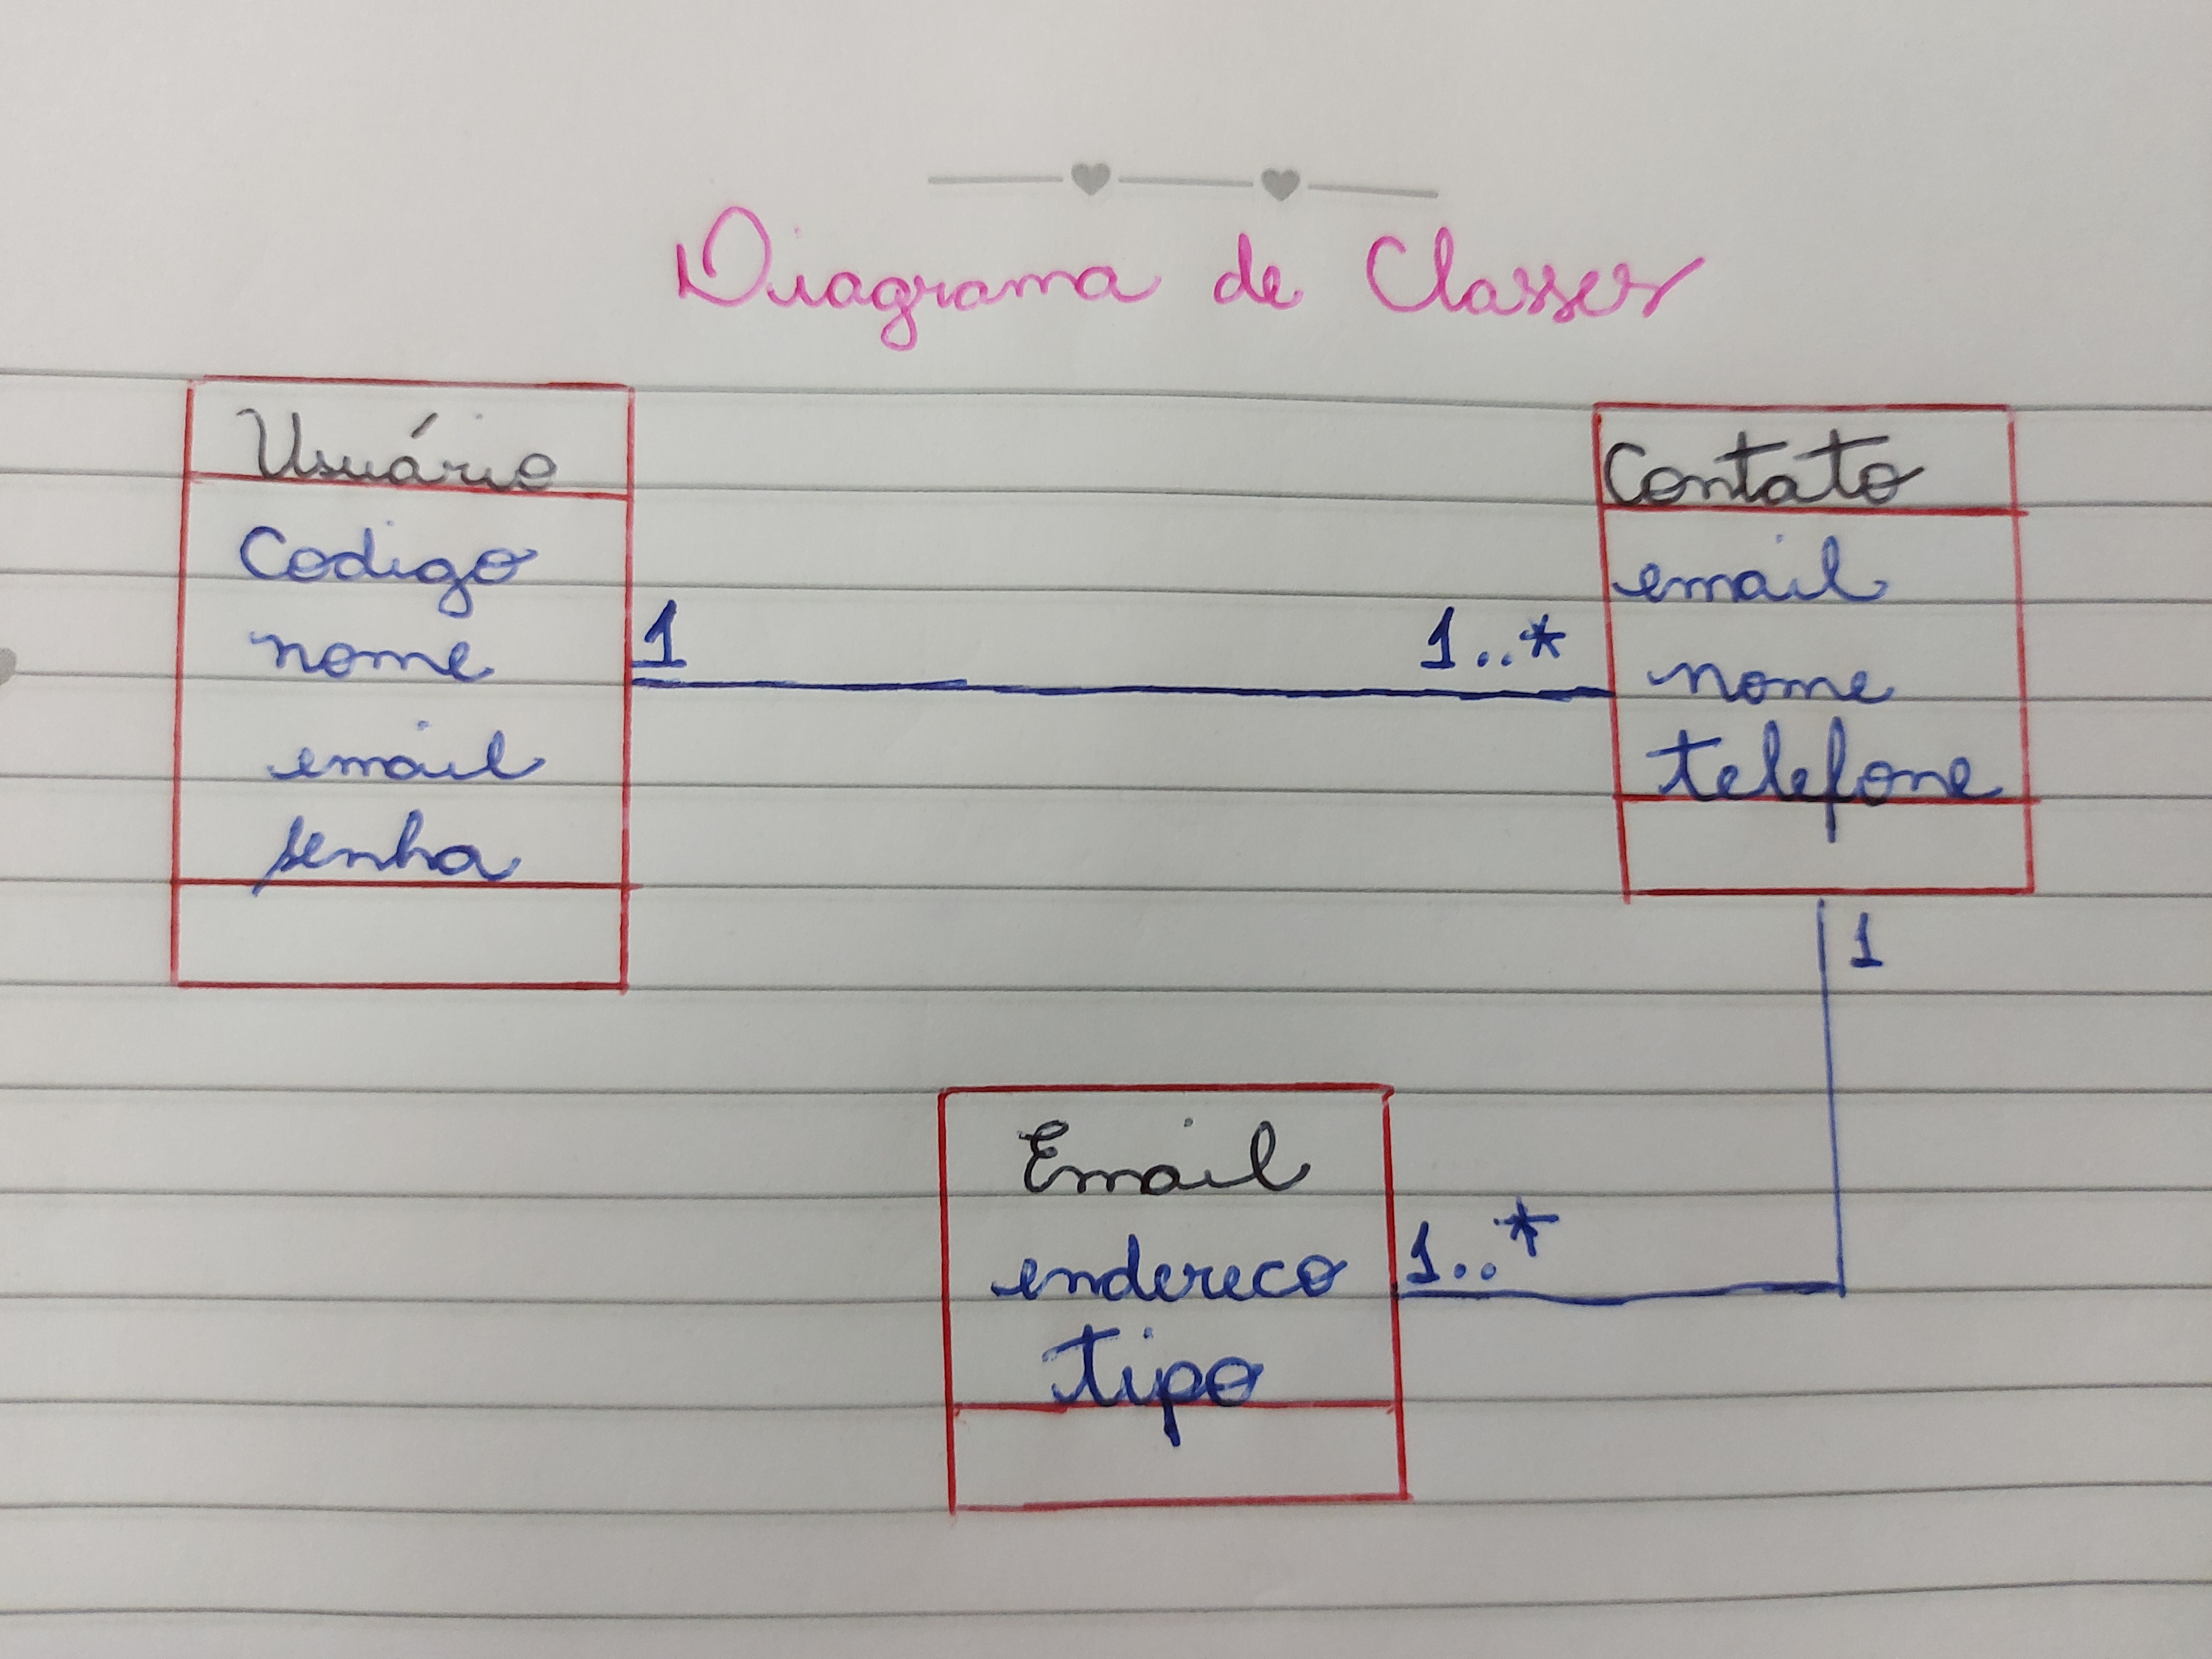 Diagrama de Classes
Usuário
Codigo
nome
email
senha
1
1..*
Contato
email
nome
telefone
1
Email
endereco
tipo
1..*